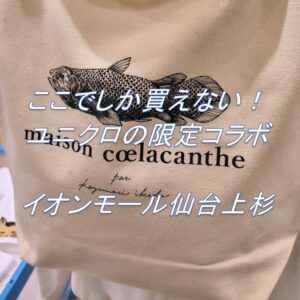 ここでしか買えない！
ユニクロの限定コラボ
maison cœlacanthe
par
イオンモール仙台上杉